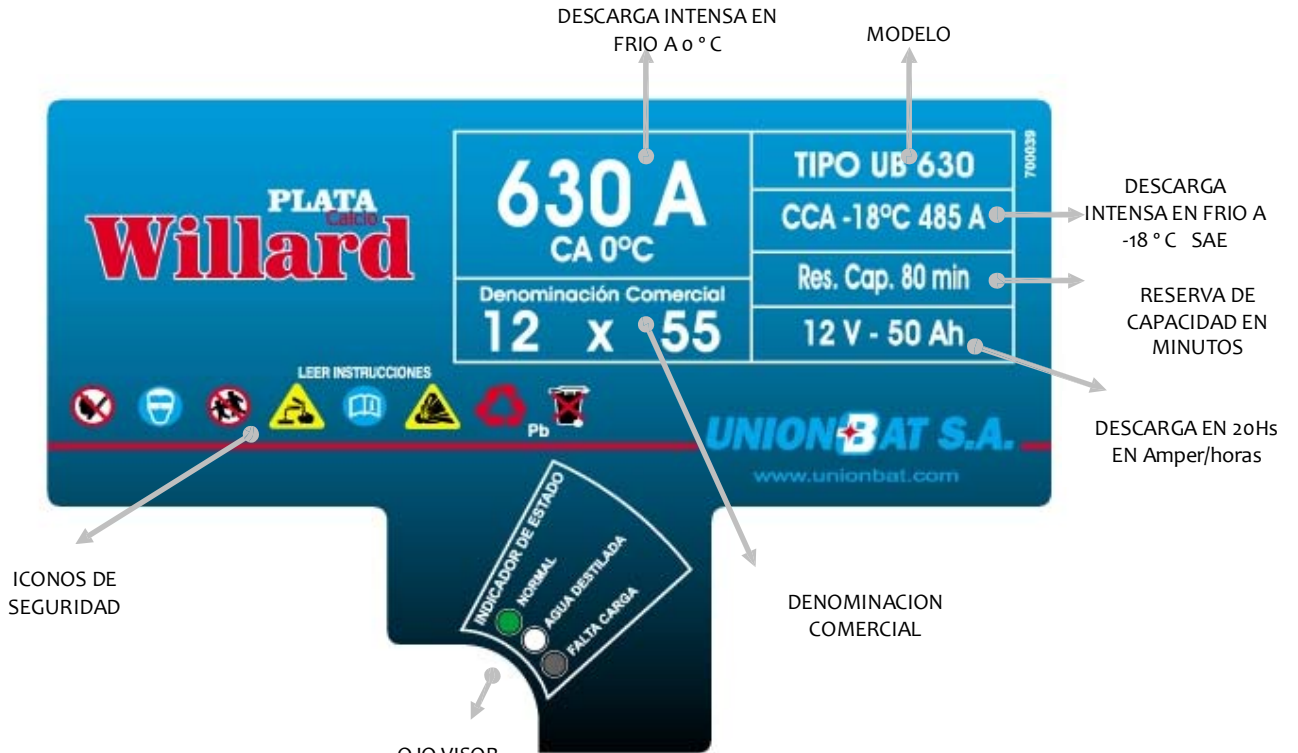 DESCARGA INTENSA EN
FRIO A 0 ° C
MODELO
PLATA
Calcio
Willard
630 A
CA 0ºC
Denominación Comercial
12 x 55
TIPO UB 630
CCA -18ºC 485 A
Res. Cap. 80 min
12 V - 50 Ah
700039
DESCARGA
INTENSA EN FRIO A
-18 ° C SAE
RESERVA DE
CAPACIDAD EN
MINUTOS
DESCARGA EN 20Hs
EN Amper/horas
LEER INSTRUCCIONES
Pb
UNIONBAT S.A.
www.unionbat.com
INDICADOR DE ESTADO
NORMAL
AGUA DESTILADA
FALTA CARGA
ICONOS DE
SEGURIDAD
DENOMINACION
COMERCIAL
OJO VISOR